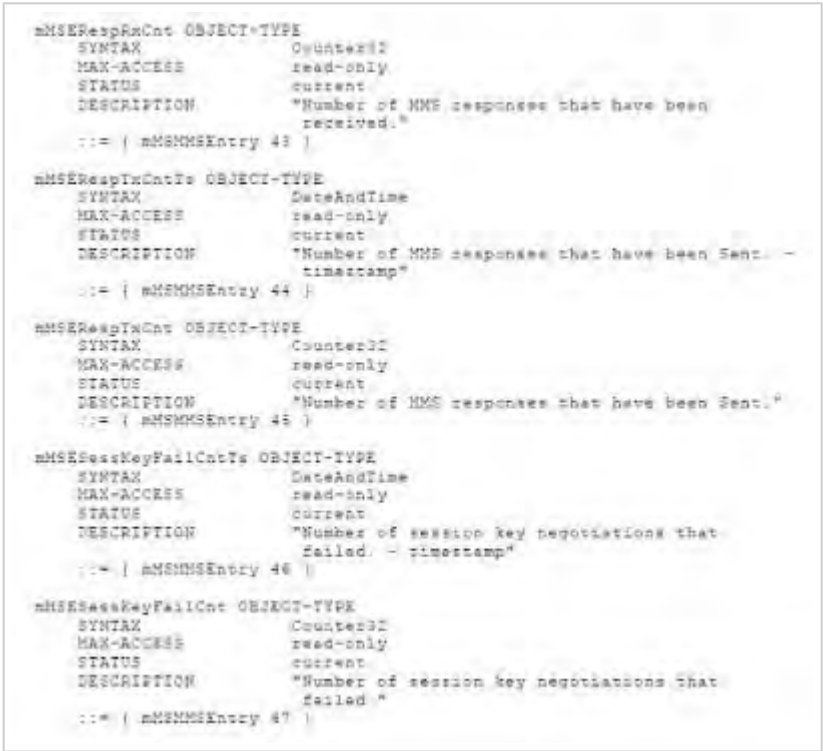 mMSERespRxCnt OBJECT-TYPE
SYNTAX Counter32
MAX-ACCESS read-only
STATUS current
DESCRIPTION "Number of MMS responses that have been
received."
::= { mMSMMSEntry 43 }
mMSERespTxCntTs OBJECT-TYPE
SYNTAX DateAndTime
MAX-ACCESS read-only
STATUS current
DESCRIPTION "Number of MMS responses that have been Sent. -
timestamp"
::= { mMSMMSEntry 44 }
mMSERespTxCnt OBJECT-TYPE
SYNTAX Counter32
MAX-ACCESS read-only
STATUS current
DESCRIPTION "Number of MMS responses that have been Sent."
::= { mMSMMSEntry 45 }
mMSESessKeyFailCntTs OBJECT-TYPE
SYNTAX DateAndTime
MAX-ACCESS read-only
STATUS current
DESCRIPTION "Number of session key negotiations that
failed. - timestamp"
::= { mMSMMSEntry 46 }
mMSESessKeyFailCnt OBJECT-TYPE
SYNTAX Counter32
MAX-ACCESS read-only
STATUS current
DESCRIPTION "Number of session key negotiations that
failed."
::= { mMSMMSEntry 47 }